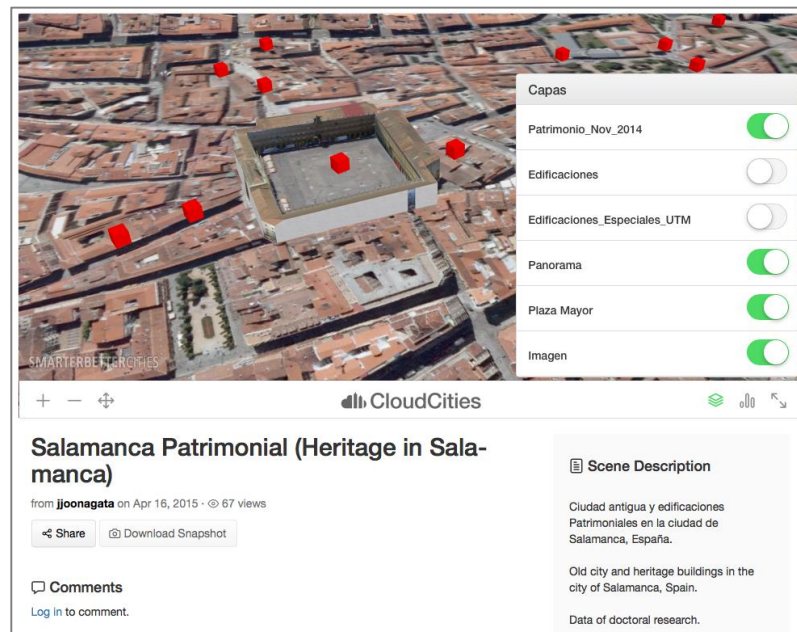 Capas
Patrimonio_Nov_2014
Edificaciones
Edificaciones_Especiales_UTM
Panorama
Plaza Mayor
Imagen
SMARTERBETTERCITIES
CloudCities
Salamanca Patrimonial (Heritage in Sala-
manca)
from jjoonagata on Apr 16, 2015 · 67 views
Share
Download Snapshot
Comments
Log in to comment.
Scene Description
Ciudad antigua y edificaciones
Patrimoniales en la ciudad de
Salamanca, España.
Old city and heritage buildings in the
city of Salamanca, Spain.
Data of doctoral research.